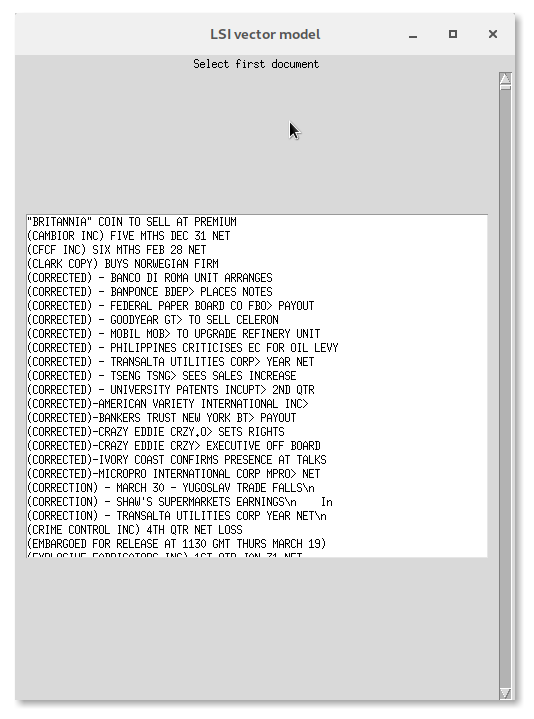 LSI vector model
Select first document
"BRITANNIA" COIN TO SELL AT PREMIUM
(CAMBIOR INC) FIVE MTHS DEC 31 NET
(CFCF INC) SIX MTHS FEB 28 NET
(CLARK COPY) BUYS NORWEGIAN FIRM
(CORRECTED) - BANCO DI ROMA UNIT ARRANGES
(CORRECTED) - BANPONCE BDEP> PLACES NOTES
(CORRECTED) - FEDERAL PAPER BOARD CO FBO> PAYOUT
(CORRECTED) - GOODYEAR GT> TO SELL CELERON
(CORRECTED) - MOBIL MOB> TO UPGRADE REFINERY UNIT
(CORRECTED) - PHILIPPINES CRITICISES EC FOR OIL LEVY
(CORRECTED) - TRANSALTA UTILITIES CORP> YEAR NET
(CORRECTED) - TSENG TSNG> SEES SALES INCREASE
(CORRECTED) - UNIVERSITY PATENTS INCUPT> 2ND QTR
(CORRECTED)-AMERICAN VARIETY INTERNATIONAL INC>
(CORRECTED)-BANKERS TRUST NEW YORK BT> PAYOUT
(CORRECTED)-CRAZY EDDIE CRZY.O> SETS RIGHTS
(CORRECTED)-CRAZY EDDIE CRZY> EXECUTIVE OFF BOARD
(CORRECTED)-IVORY COAST CONFIRMS PRESENCE AT TALKS
(CORRECTED)-MICROPRO INTERNATIONAL CORP MPRO> NET
(CORRECTION) - MARCH 30 - YUGOSLAV TRADE FALLS\n
(CORRECTION) - SHAW'S SUPERMARKETS EARNINGS\n    In
(CORRECTION) - TRANSALTA UTILITIES CORP YEAR NET\n
(CRIME CONTROL INC) 4TH QTR NET LOSS
(EMBARGOED FOR RELEASE AT 1130 GMT THURS MARCH 19)
(EXPLOSIVE FABRICATORS INC) 1ST QTR JAN 31 NET